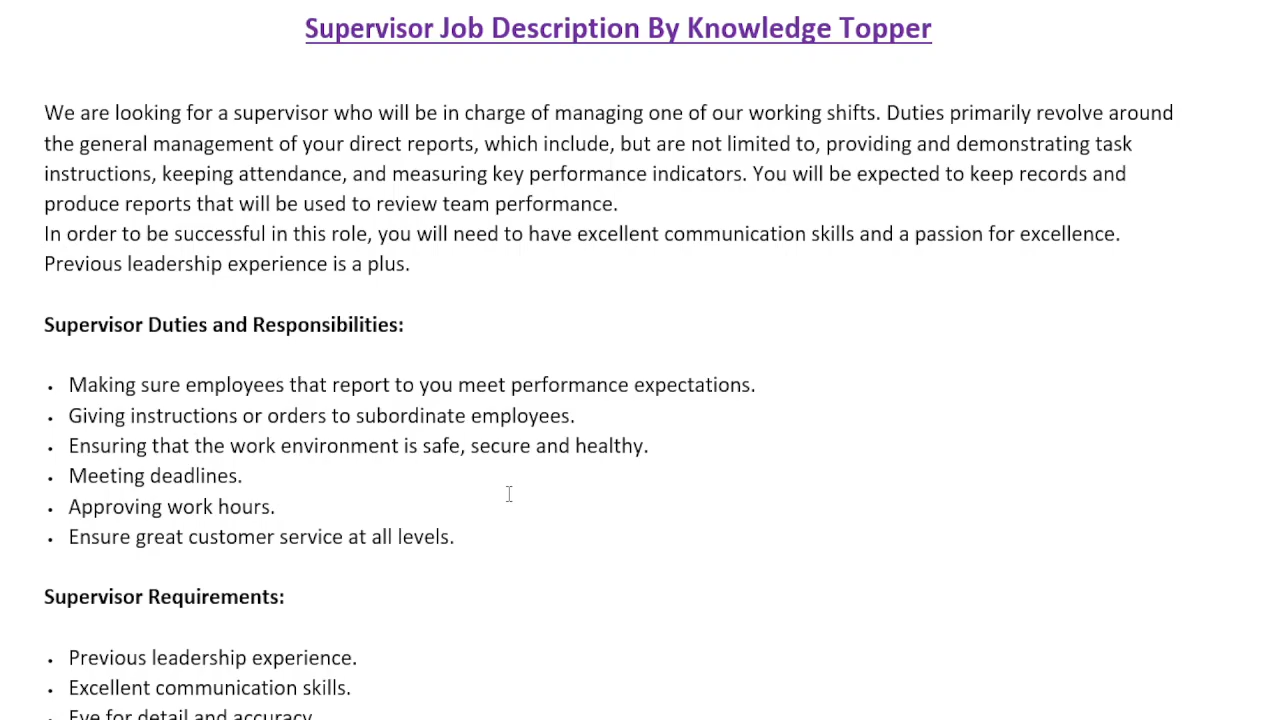 Supervisor Job Description By Knowledge Topper
We are looking for a supervisor who will be in charge of managing one of our working shifts. Duties primarily revolve around
the general management of your direct reports, which include, but are not limited to, providing and demonstrating task
instructions, keeping attendance, and measuring key performance indicators. You will be expected to keep records and
produce reports that will be used to review team performance.
In order to be successful in this role, you will need to have excellent communication skills and a passion for excellence.
Previous leadership experience is a plus.
Supervisor Duties and Responsibilities:
• Making sure employees that report to you meet performance expectations.
• Giving instructions or orders to subordinate employees.
• Ensuring that the work environment is safe, secure and healthy.
• Meeting deadlines.
• Approving work hours.
• Ensure great customer service at all levels.
Supervisor Requirements:
• Previous leadership experience.
• Excellent communication skills.
• Eye for detail and accuracy.